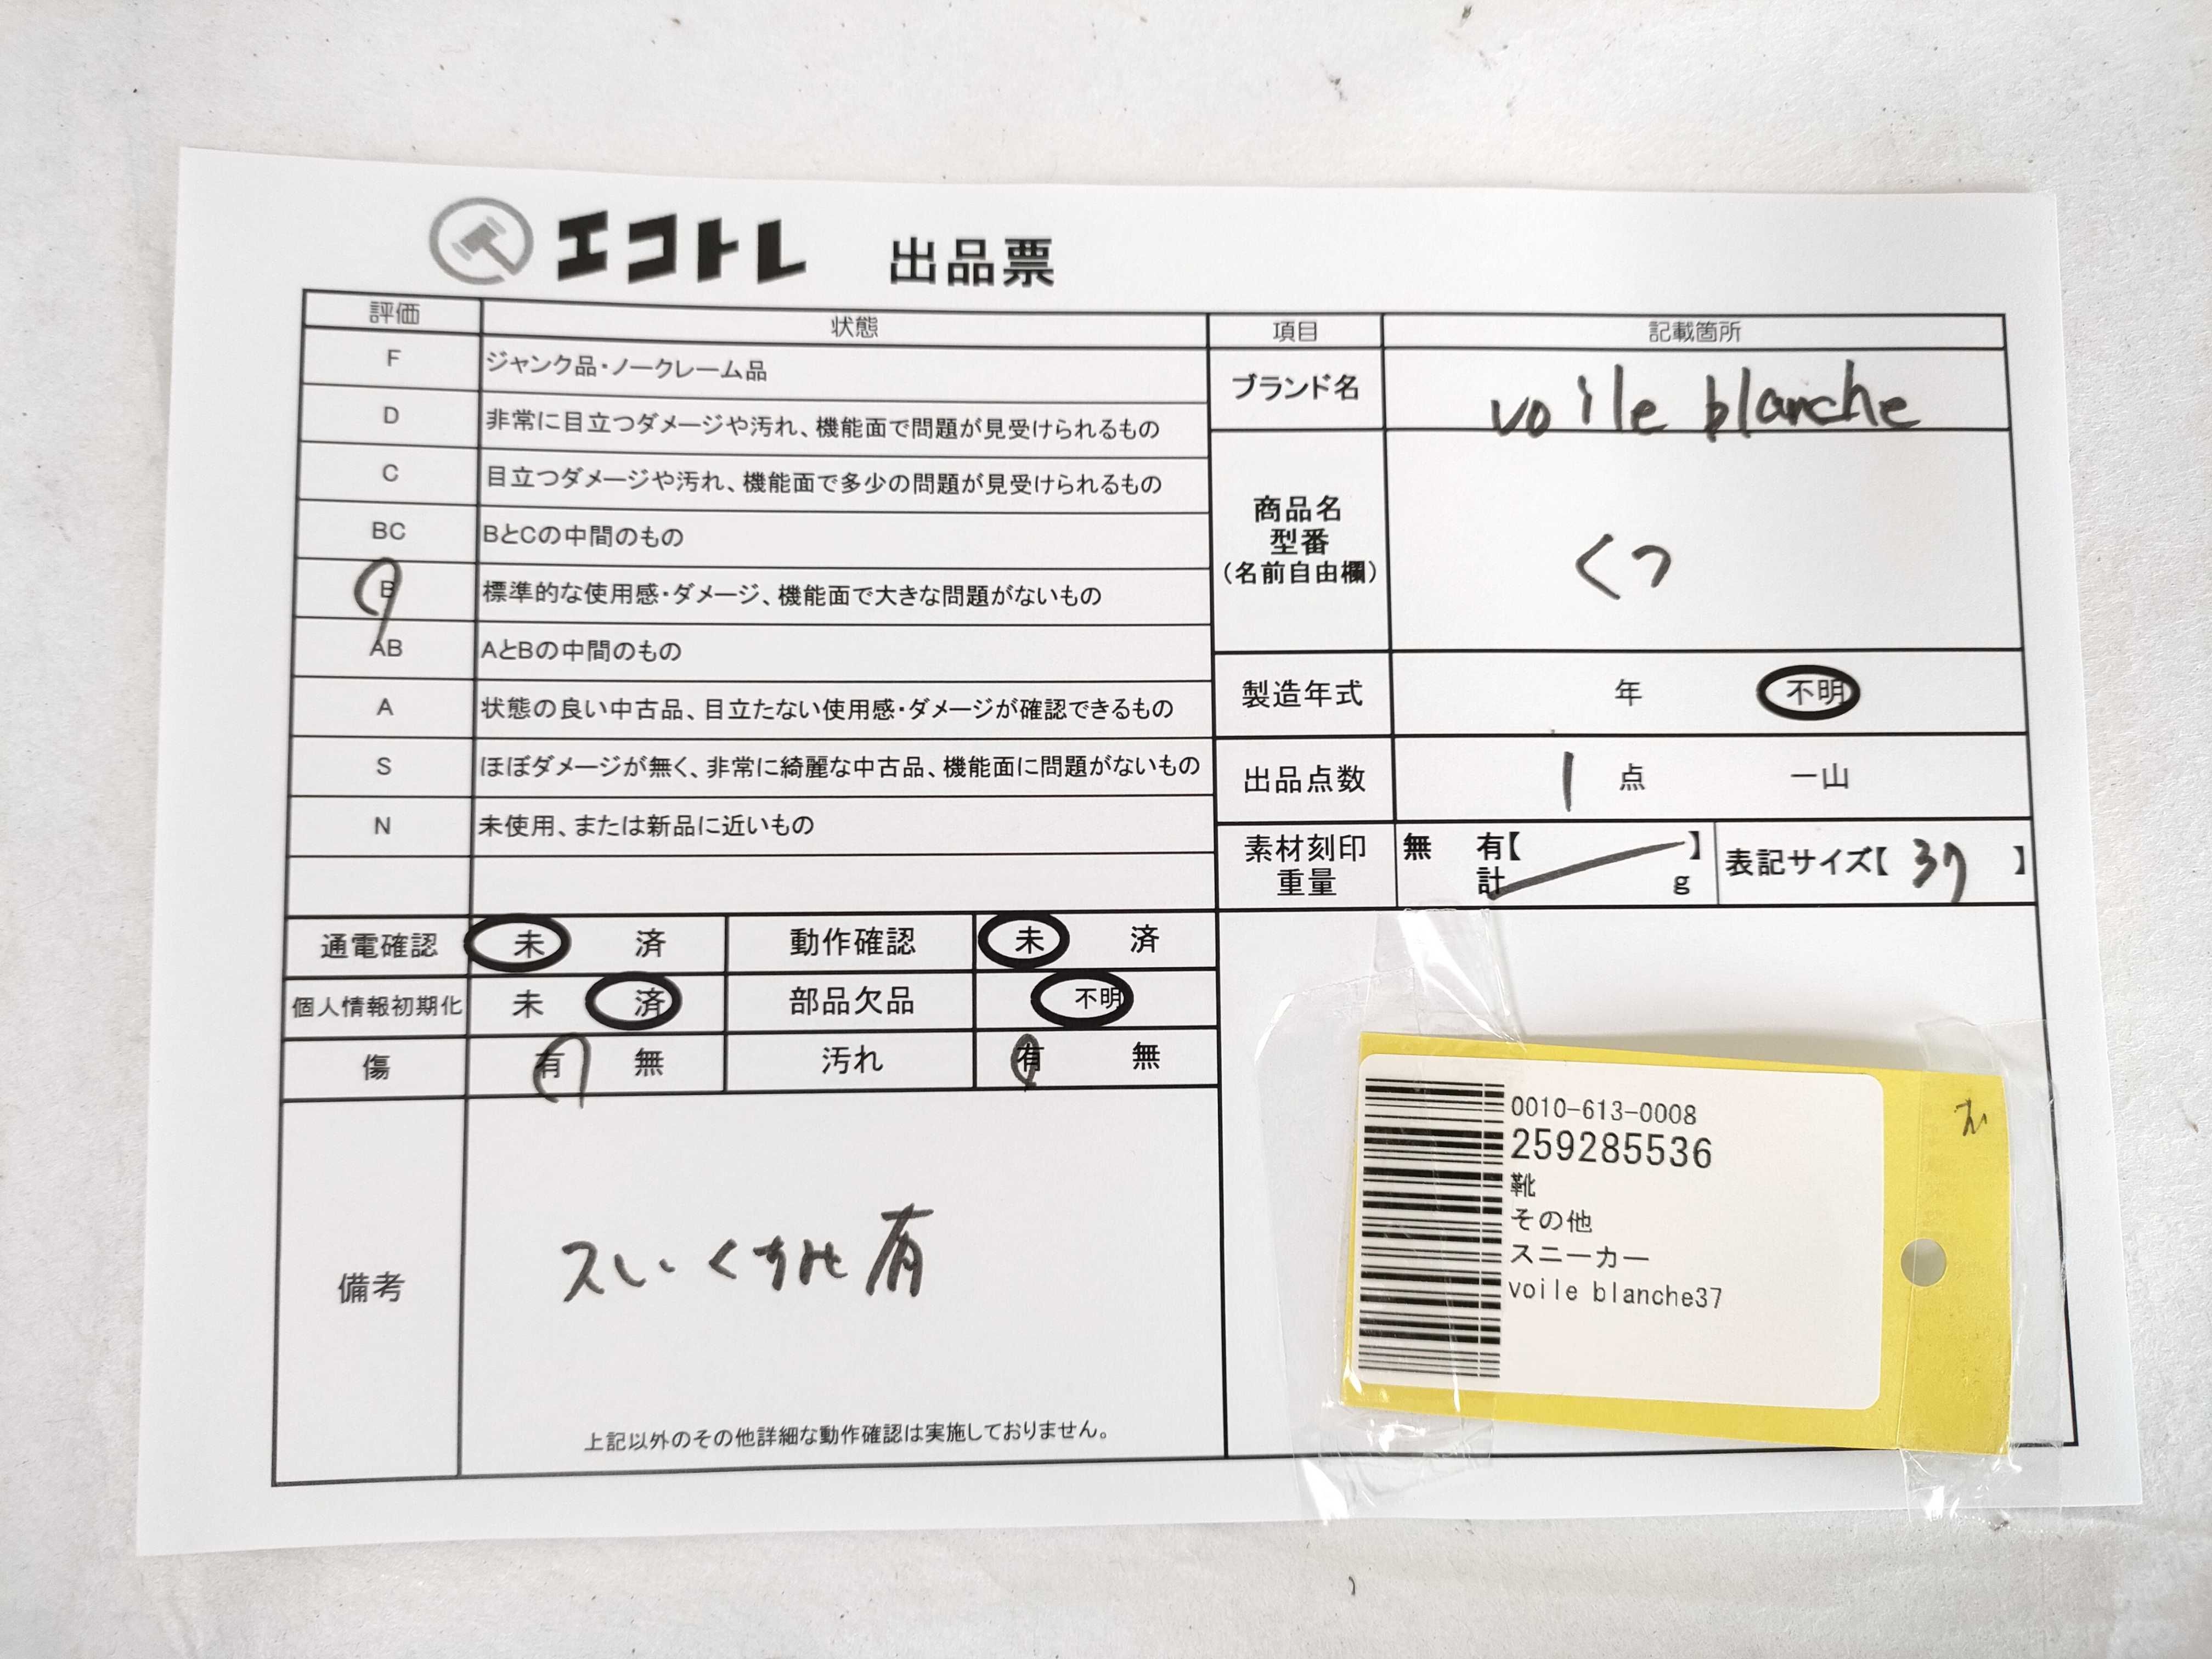 エコトレ 出品票
評価 状態
F ジャンク品・ノークレーム品
D 非常に目立つダメージや汚れ、機能面で問題が見受けられるもの
C 目立つダメージや汚れ、機能面で多少の問題が見受けられるもの
BC BとCの中間のもの
B 標準的な使用感・ダメージ、機能面で大きな問題がないもの
AB AとBの中間のもの
A 状態の良い中古品、目立たない使用感・ダメージが確認できるもの
S ほぼダメージが無く、非常に綺麗な中古品、機能面に問題がないもの
N 未使用、または新品に近いもの
通電確認 未 済 動作確認 未 済
個人情報初期化 未 済 部品欠品 不明
傷 有 無 汚れ 有 無
備考
有
上記以外のその他詳細な動作確認は実施しておりません。
項目 記載箇所
ブランド名 voile blanche
商品名
型番
(名前自由欄)
くつ
製造年式 年 不明
出品点数 1 点 一山
素材刻印 無 有【 】
重量 計 g
表記サイズ【 37 】
0010-613-0008
259285536
靴
その他
スニーカー
voile blanche37